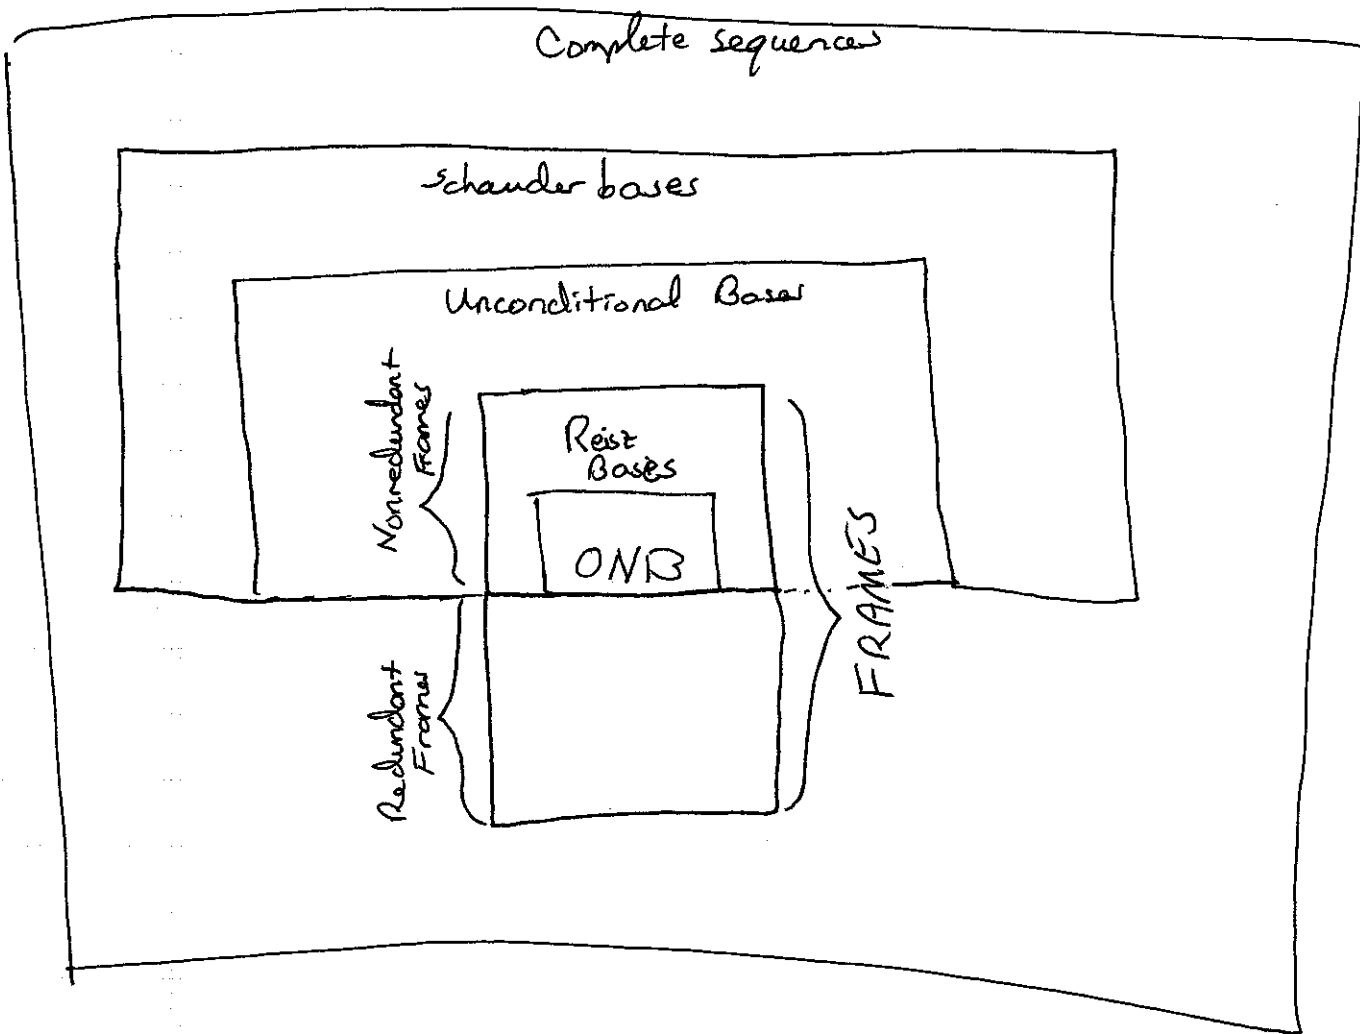 Complete sequences
Schauder bases
Unconditional Bases
Nonredundant
Frames
Reisz
Bases
ONB
FRAMES
Redundant
Frames